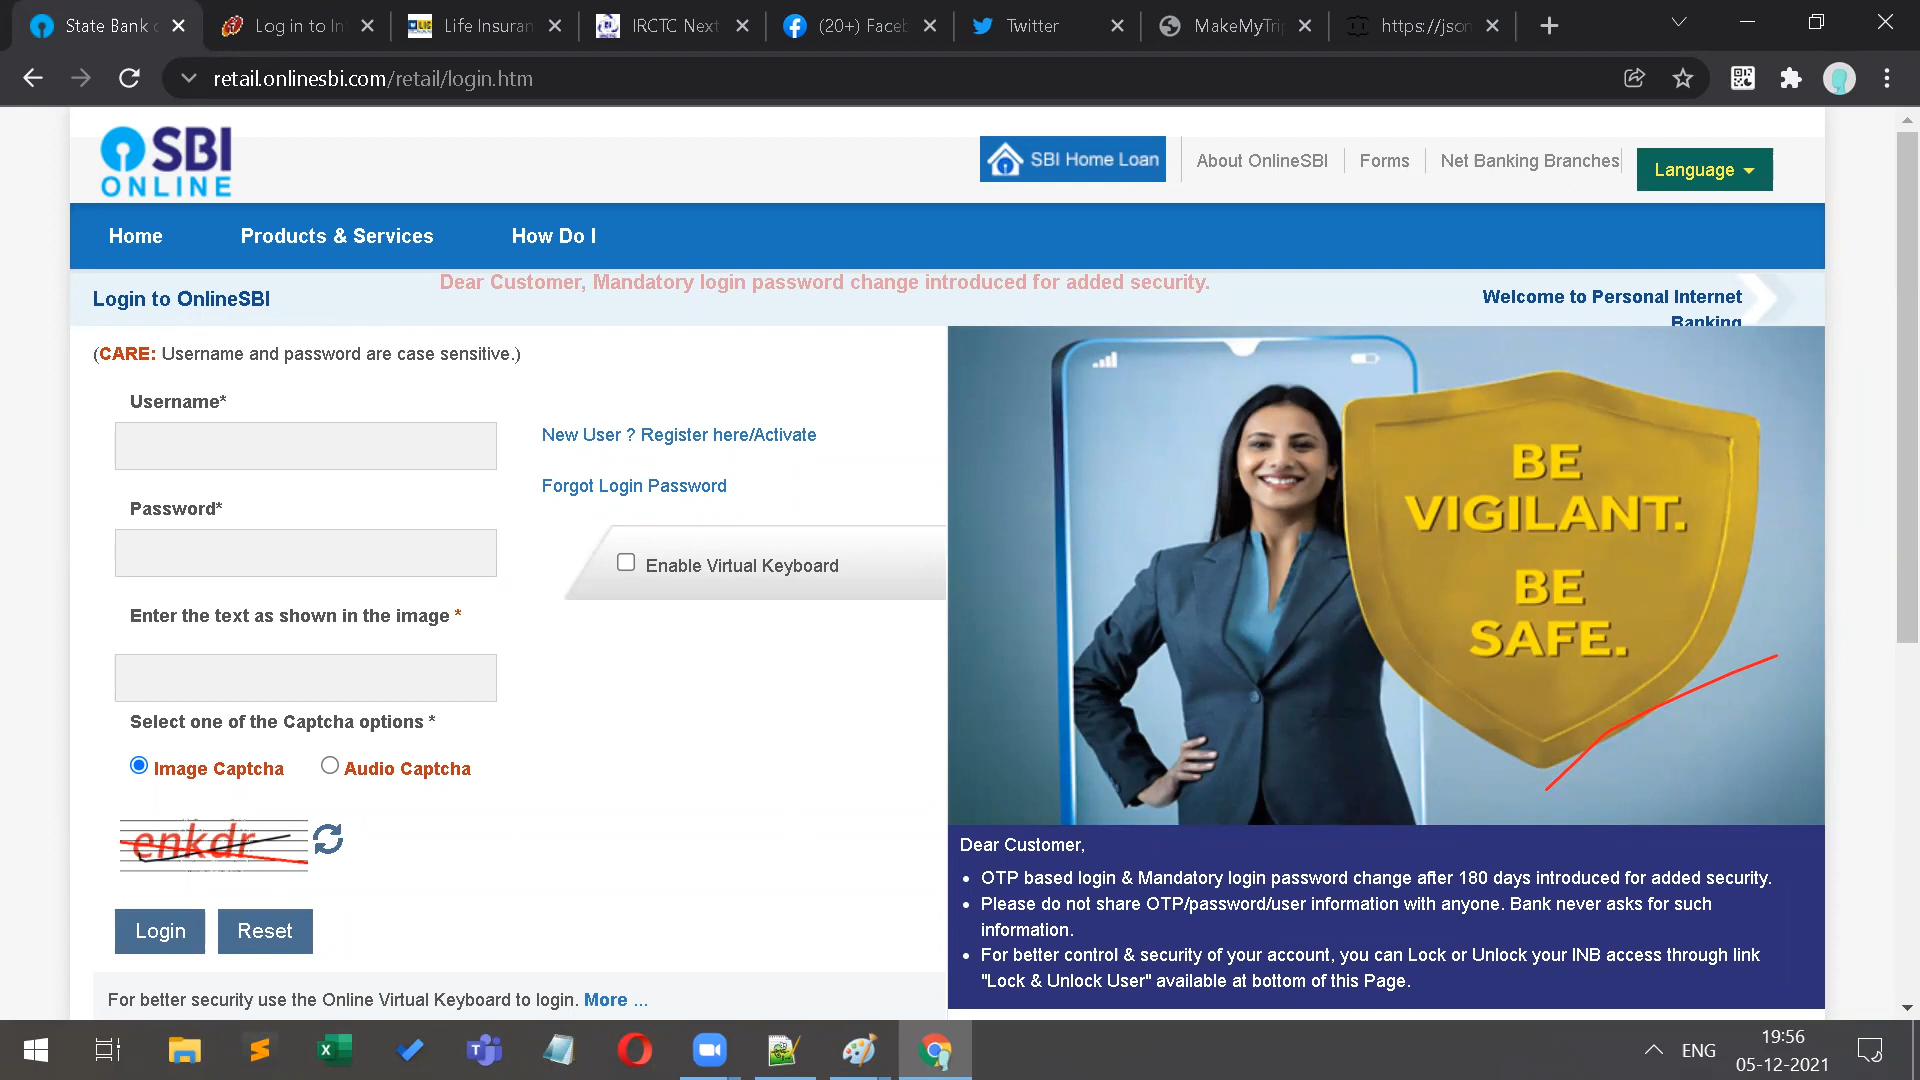 State Bank
Log in to In
Life Insuran
IRCTC Next
(20+) Faceb
Twitter
MakeMyTrip
https://json
retail.onlinesbi.com/retail/login.htm
SBI
ONLINE
SBI Home Loan
About OnlineSBI
Forms
Net Banking Branches
Language
Home
Products & Services
How Do I
Dear Customer, Mandatory login password change introduced for added security.
Login to OnlineSBI
Welcome to Personal Internet
Banking
(CARE: Username and password are case sensitive.)
Username*
New User ? Register here/Activate
Forgot Login Password
Password*
Enable Virtual Keyboard
Enter the text as shown in the image *
Select one of the Captcha options *
Image Captcha
Audio Captcha
enkdr
Login
Reset
For better security use the Online Virtual Keyboard to login. More ...
BE
VIGILANT.
BE
SAFE.
Dear Customer,
• OTP based login & Mandatory login password change after 180 days introduced for added security.
• Please do not share OTP/password/user information with anyone. Bank never asks for such
information.
• For better control & security of your account, you can Lock or Unlock your INB access through link
"Lock & Unlock User" available at bottom of this Page.
ENG
19:56
05-12-2021